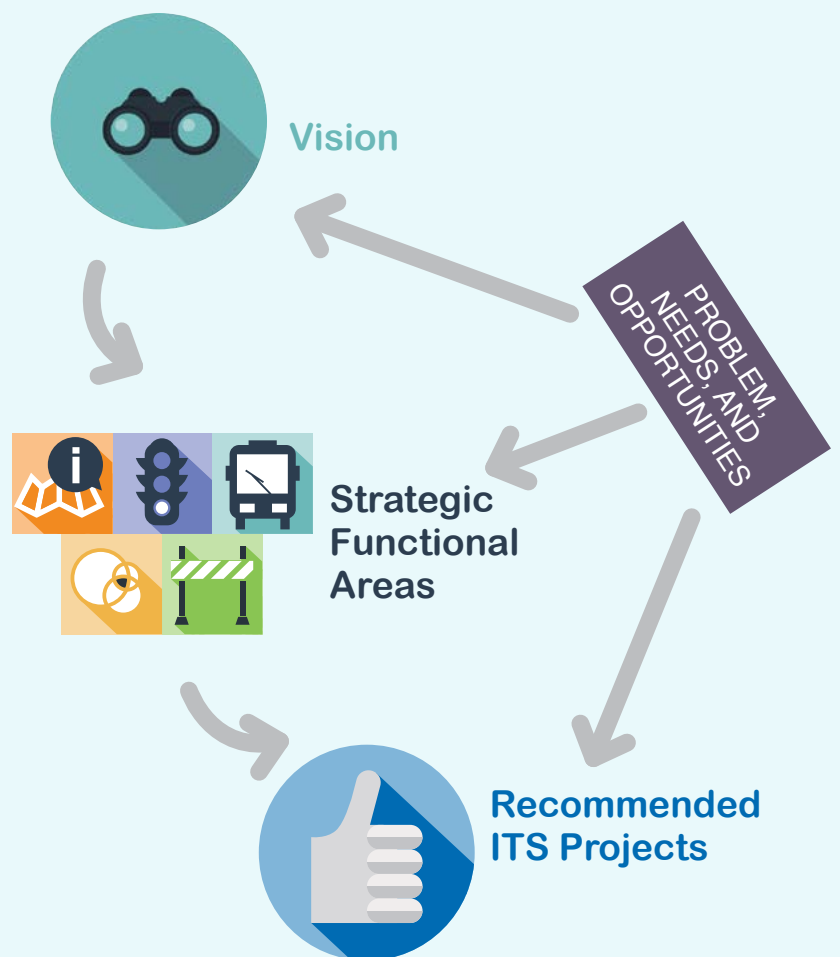 Vision
PROBLEM,
NEEDS, AND
OPPORTUNITIES
i
Strategic
Functional
Areas
Recommended
ITS Projects